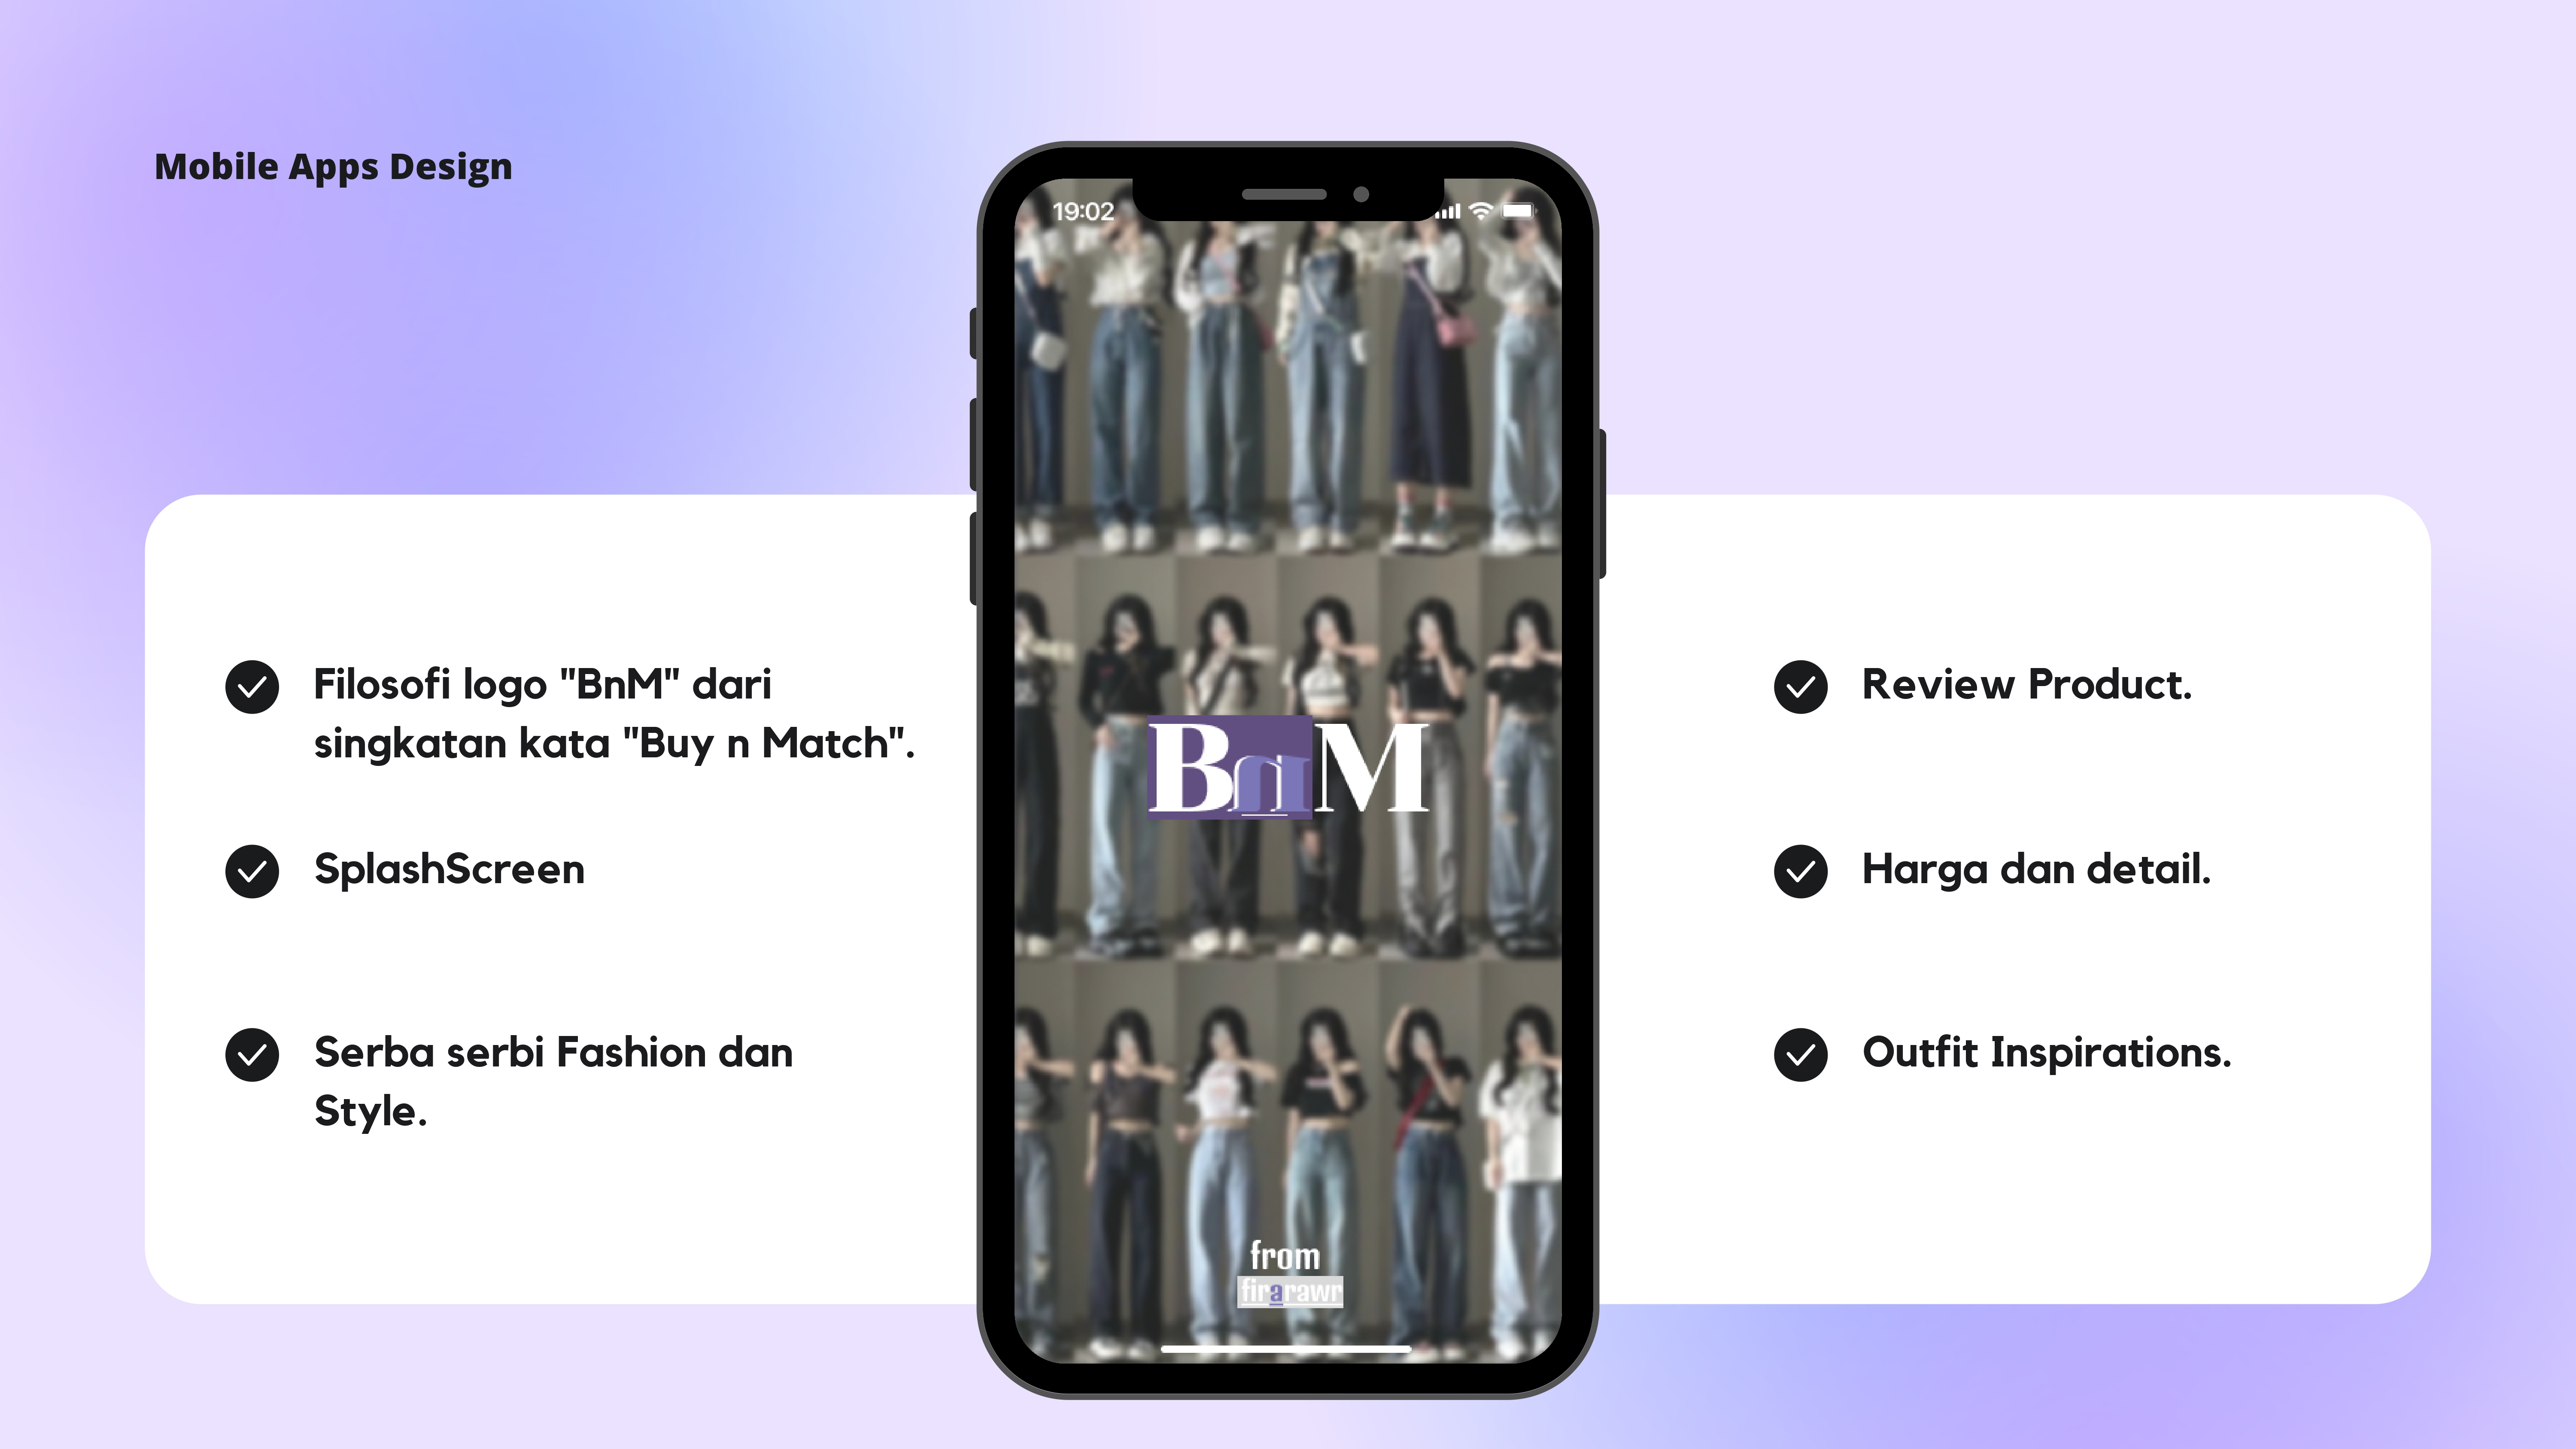 Mobile Apps Design
19:02
Filosofi logo "BnM" dari
singkatan kata "Buy n Match".
SplashScreen
Serba serbi Fashion dan
Style.
BnM
from
firarawr
Review Product.
Harga dan detail.
Outfit Inspirations.